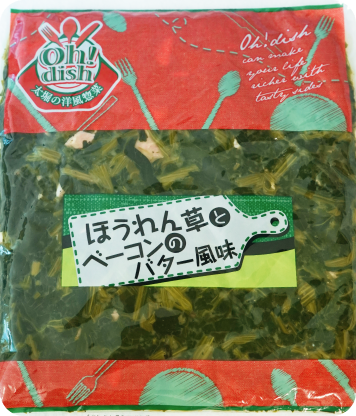 Oh!
dish
太堀の洋風惣菜
Oh! dish
can make
your life
richer with
tasty sides
ほうれん草と
ベーコンの
バター風味